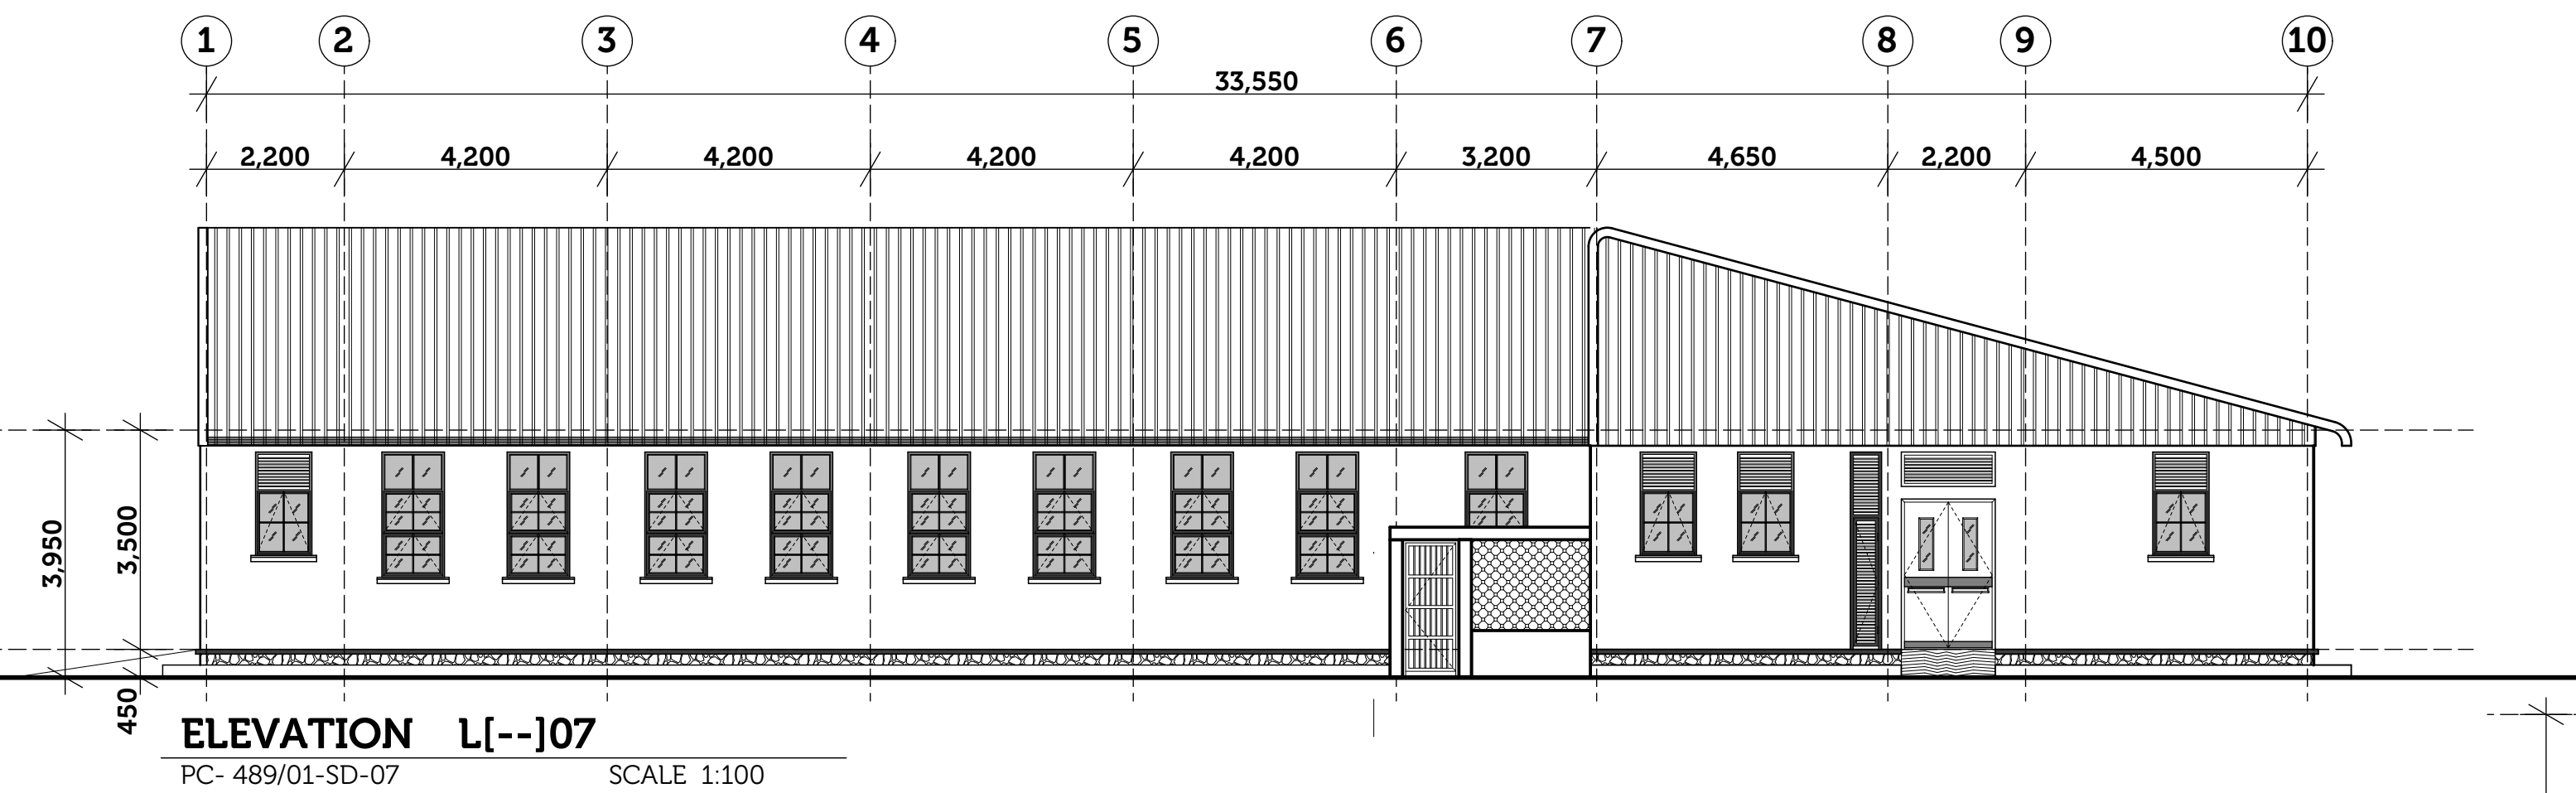 1 2 3 4 5 6 7 8 9 10
33,550
2,200 4,200 4,200 4,200 4,200 3,200 4,650 2,200 4,500
3,950
3,500
450
ELEVATION L[--]07
PC- 489/01-SD-07 SCALE 1:100